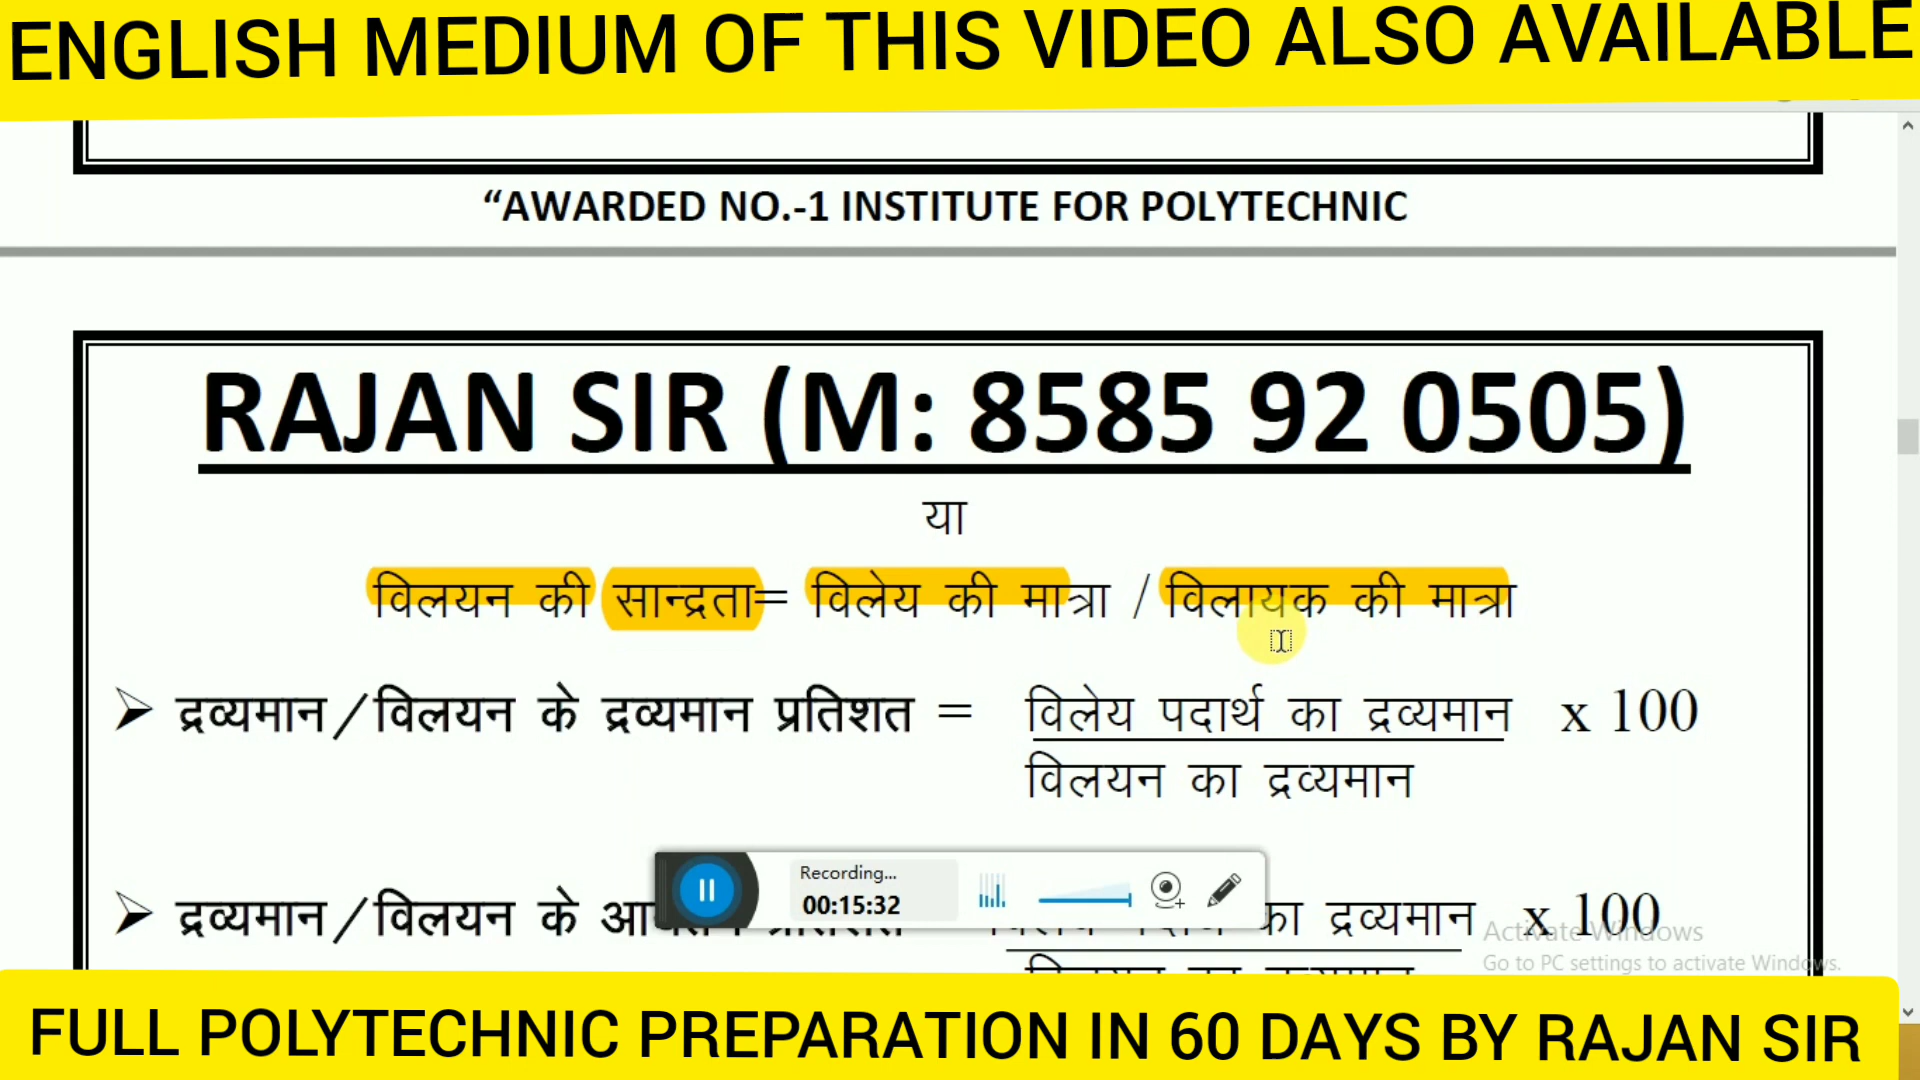 ENGLISH MEDIUM OF THIS VIDEO ALSO AVAILABLE
“AWARDED NO.-1 INSTITUTE FOR POLYTECHNIC
RAJAN SIR (M: 8585 92 0505)
या
विलयन की सान्द्रता= विलेय की मात्रा / विलायक की मात्रा
द्रव्यमान/विलयन के द्रव्यमान प्रतिशत = विलेय पदार्थ का द्रव्यमान x 100
विलयन का द्रव्यमान
Recording...
00:15:32
द्रव्यमान/विलयन के का द्रव्यमान x 100
Activate Windows
Go to PC settings to activate Windows.
FULL POLYTECHNIC PREPARATION IN 60 DAYS BY RAJAN SIR